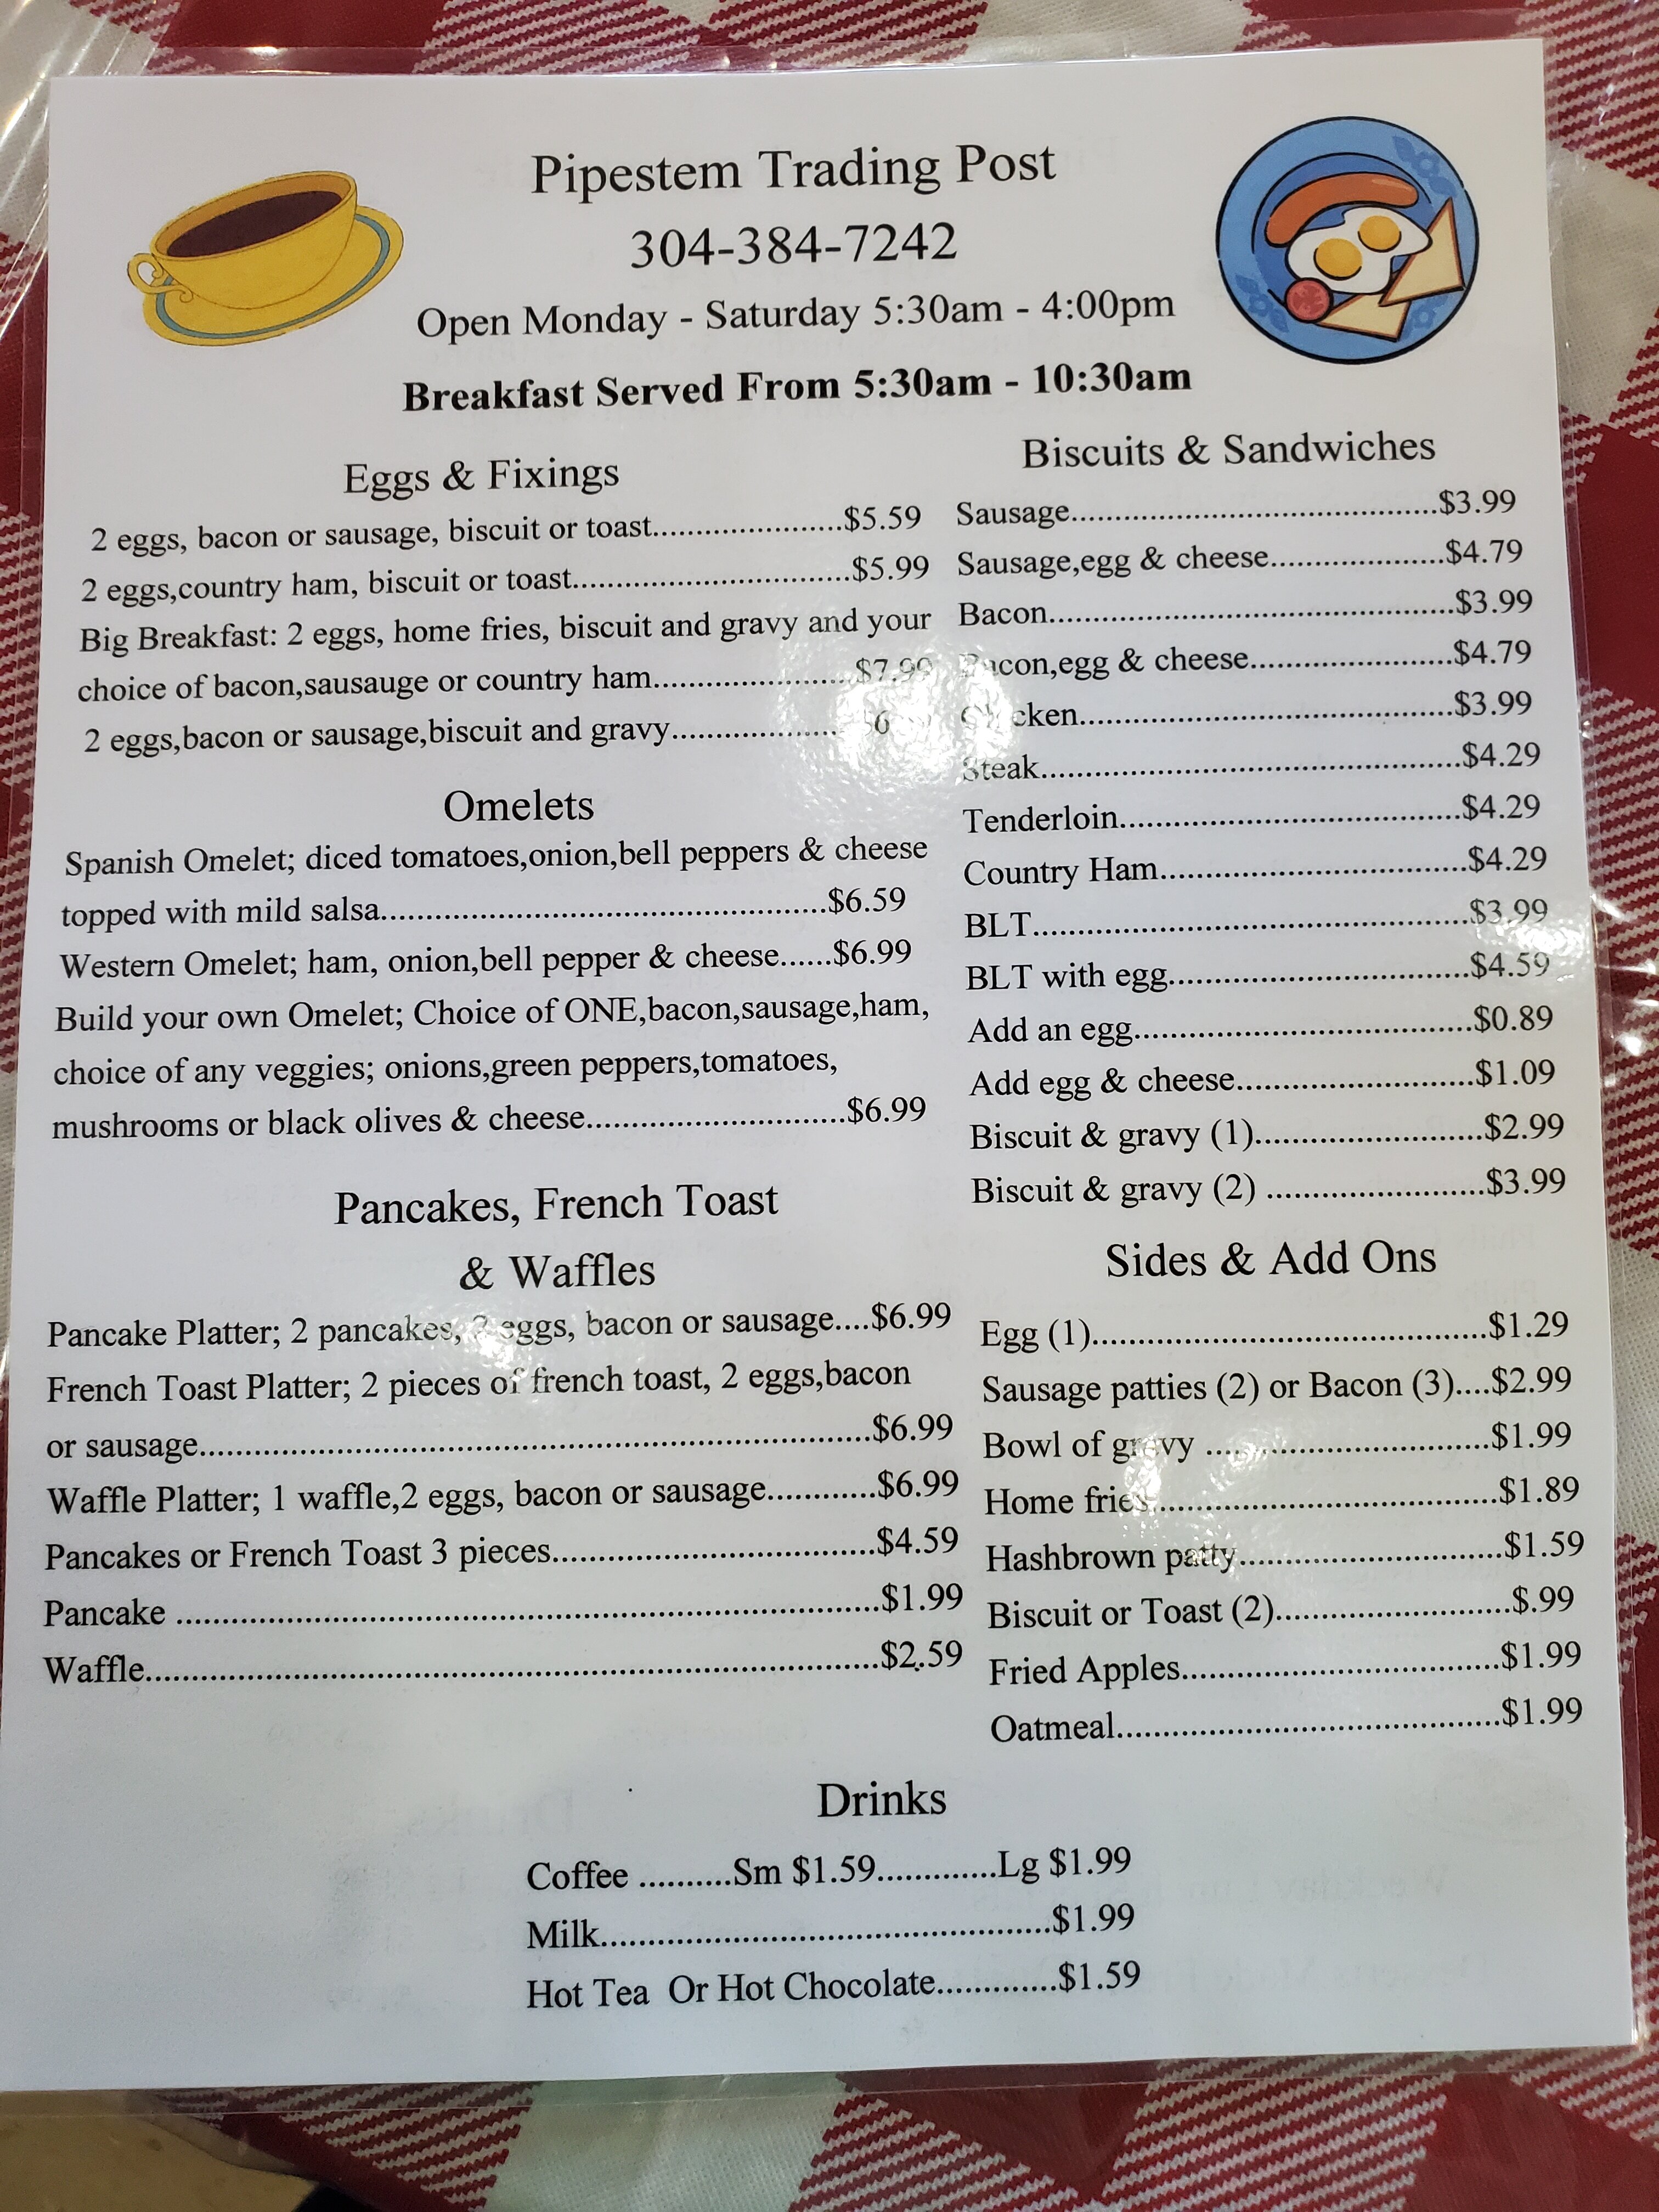 Pipestem Trading Post
304-384-7242
Open Monday - Saturday 5:30am - 4:00pm
Breakfast Served From 5:30am - 10:30am
Eggs & Fixings
2 eggs, bacon or sausage, biscuit or toast.....................$5.59
2 eggs,country ham, biscuit or toast..............................$5.99
Big Breakfast: 2 eggs, home fries, biscuit and gravy and your
choice of bacon,sausauge or country ham.....................$7.99
2 eggs,bacon or sausage,biscuit and gravy..................
Omelets
Spanish Omelet; diced tomatoes,onion,bell peppers & cheese
topped with mild salsa................................................$6.59
Western Omelet; ham, onion,bell pepper & cheese......$6.99
Build your own Omelet; Choice of ONE,bacon,sausage,ham,
choice of any veggies; onions,green peppers,tomatoes,
mushrooms or black olives & cheese............................$6.99
Pancakes, French Toast
& Waffles
Pancake Platter; 2 pancakes, 2 eggs, bacon or sausage....$6.99
French Toast Platter; 2 pieces of french toast, 2 eggs,bacon
or sausage.........................................................................$6.99
Waffle Platter; 1 waffle,2 eggs, bacon or sausage............$6.99
Pancakes or French Toast 3 pieces...................................$4.59
Pancake ............................................................................$1.99
Waffle...............................................................................$2.59
Biscuits & Sandwiches
Sausage........................................$3.99
Sausage,egg & cheese...................$4.79
Bacon............................................$3.99
Bacon,egg & cheese......................$4.79
Chicken.........................................$3.99
Steak..............................................$4.29
Tenderloin.....................................$4.29
Country Ham.................................$4.29
BLT...............................................$3.99
BLT with egg................................$4.59
Add an egg....................................$0.89
Add egg & cheese.........................$1.09
Biscuit & gravy (1)........................$2.99
Biscuit & gravy (2) .......................$3.99
Sides & Add Ons
Egg (1)..........................................$1.29
Sausage patties (2) or Bacon (3)....$2.99
Bowl of gravy ..............................$1.99
Home fries.....................................$1.89
Hashbrown patty............................$1.59
Biscuit or Toast (2).........................$.99
Fried Apples..................................$1.99
Oatmeal.........................................$1.99
Drinks
Coffee ..........Sm $1.59.............Lg $1.99
Milk................................................$1.99
Hot Tea Or Hot Chocolate.............$1.59